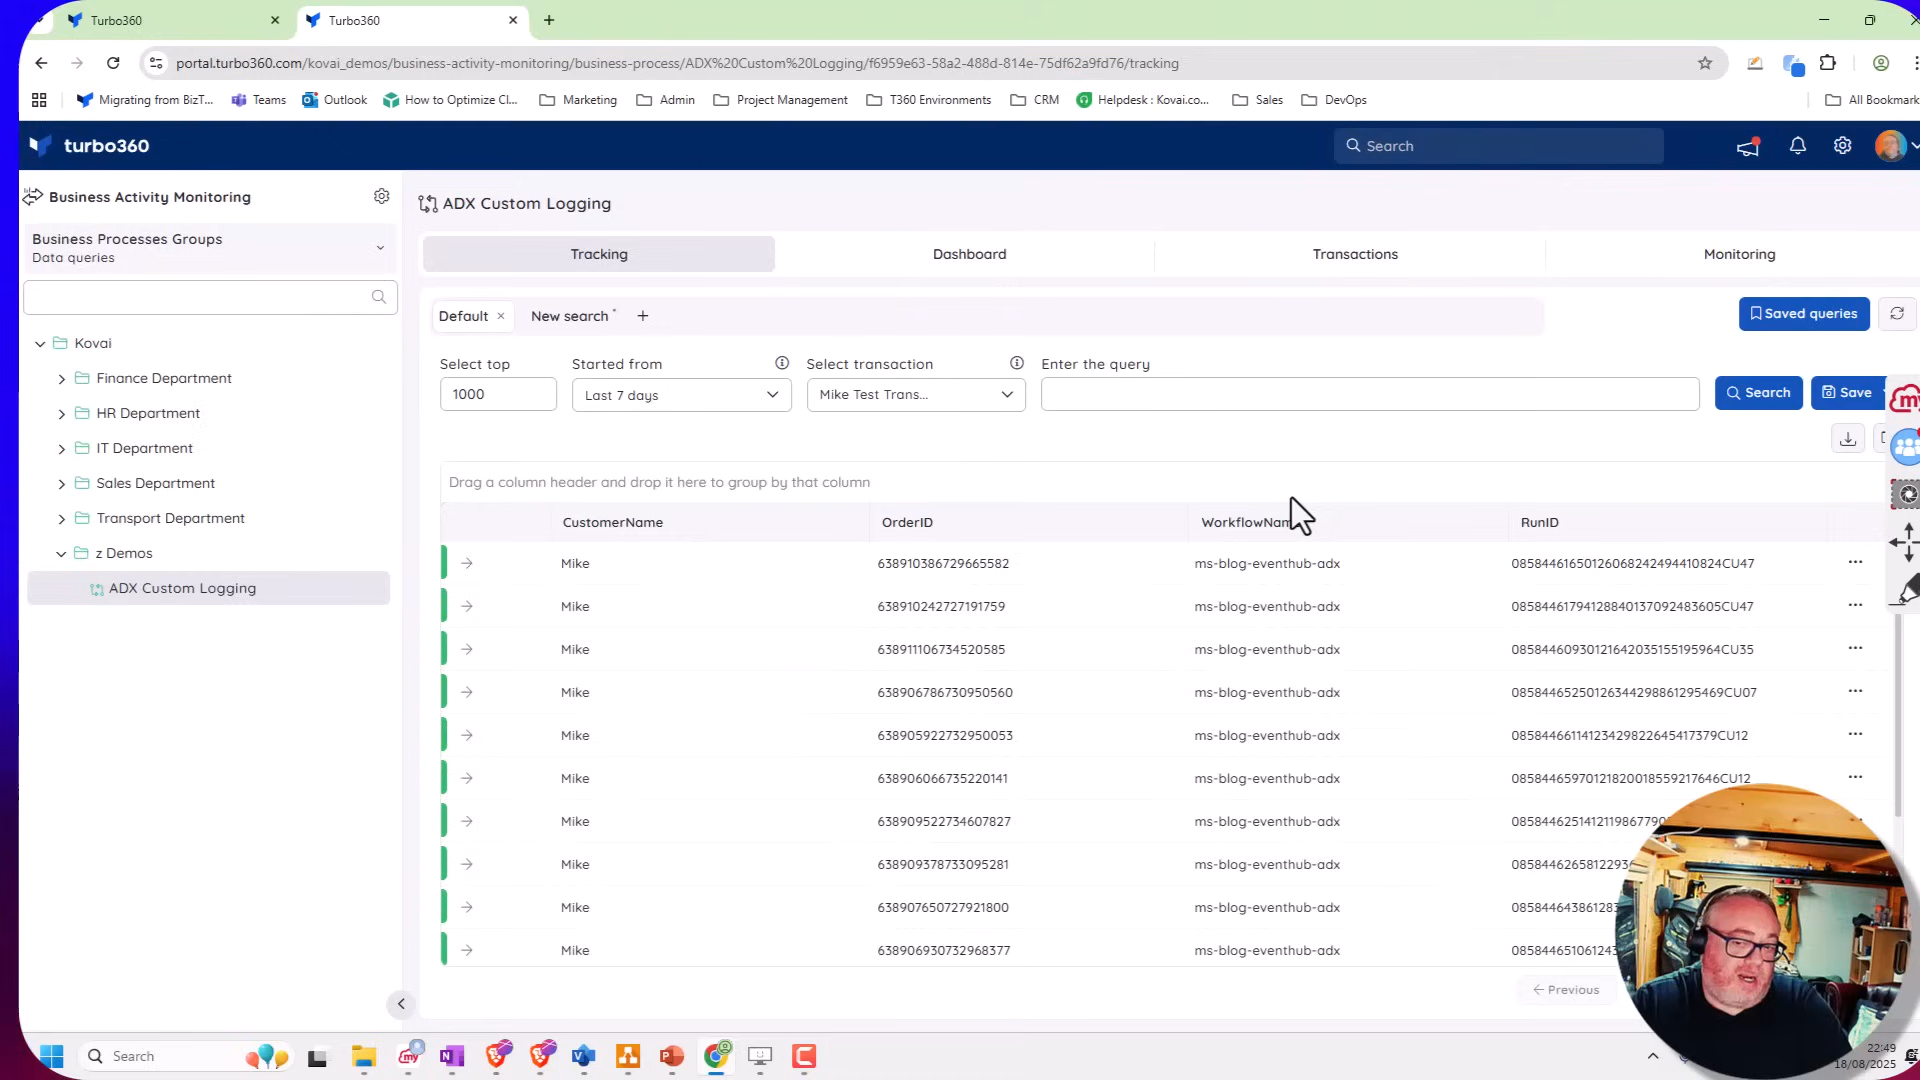 Turbo360
Turbo360
portal.turbo360.com/kovai_demos/business-activity-monitoring/business-process/ADX%20Custom%20Logging/f6959e63-58a2-488d-814e-75df62a9fd76/tracking
Migrating from BizT... Teams Outlook How to Optimize Cl... Marketing Admin Project Management T360 Environments CRM Helpdesk : Kovai.co... Sales DevOps All Bookmark
turbo360
Search
Business Activity Monitoring
Business Processes Groups
Data queries
Kovai
Finance Department
HR Department
IT Department
Sales Department
Transport Department
z Demos
ADX Custom Logging
ADX Custom Logging
Tracking Dashboard Transactions Monitoring
Default New search * Saved queries
Select top Started from Select transaction Enter the query
1000 Last 7 days Mike Test Trans... Search Save
Drag a column header and drop it here to group by that column
CustomerName OrderID WorkflowNam RunID
Mike 638910386729665582 ms-blog-eventhub-adx 08584461650126068242494410824CU47
Mike 638910242727191759 ms-blog-eventhub-adx 08584461794128840137092483605CU47
Mike 638911106734520585 ms-blog-eventhub-adx 08584460930121642035155195964CU35
Mike 638906786730950560 ms-blog-eventhub-adx 08584465250126344298861295469CU07
Mike 638905922732950053 ms-blog-eventhub-adx 08584466114123429822645417379CU12
Mike 638906066735220141 ms-blog-eventhub-adx 08584465970121820018559217646CU12
Mike 638909522734607827 ms-blog-eventhub-adx
Mike 638909378733095281 ms-blog-eventhub-adx
Mike 638907650727921800 ms-blog-eventhub-adx
Mike 638906930732968377 ms-blog-eventhub-adx
Previous
Search
22:49
18/08/2025